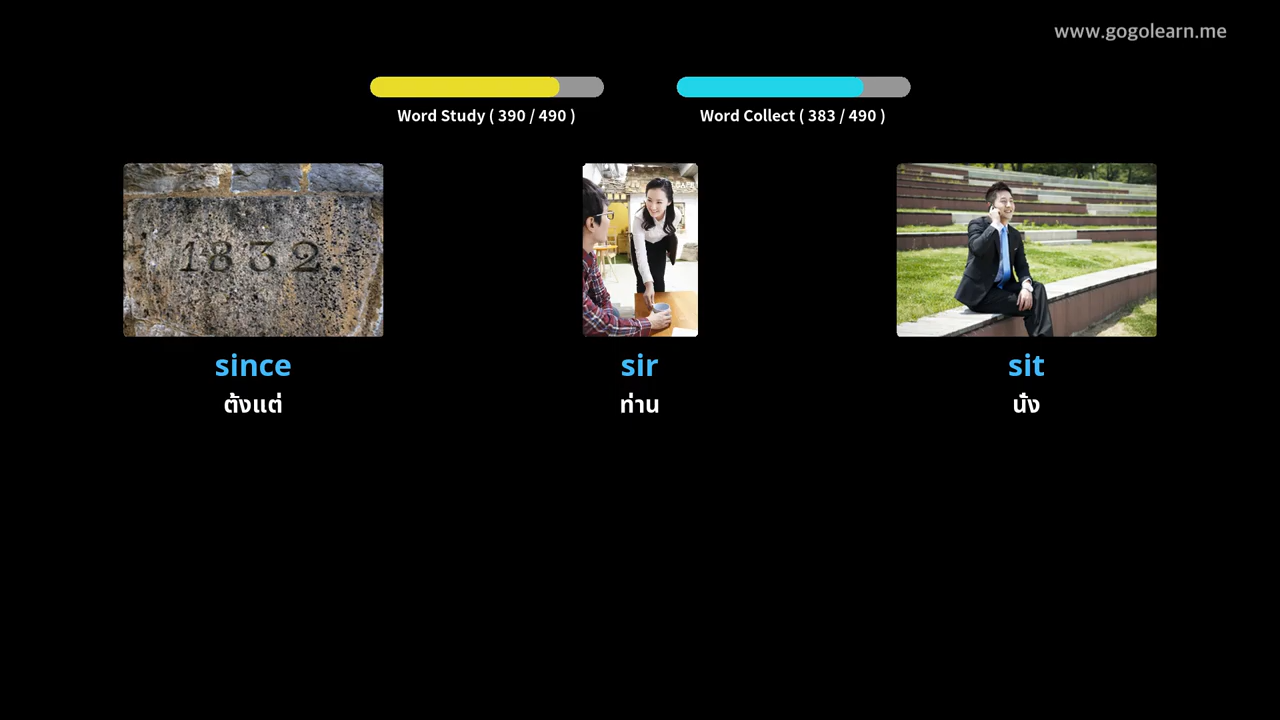 www.gogolearn.me
Word Study ( 390 / 490 )
Word Collect ( 383 / 490 )
1832.
since
sir
sit
ตั้งแต่
ท่าน
นั่ง